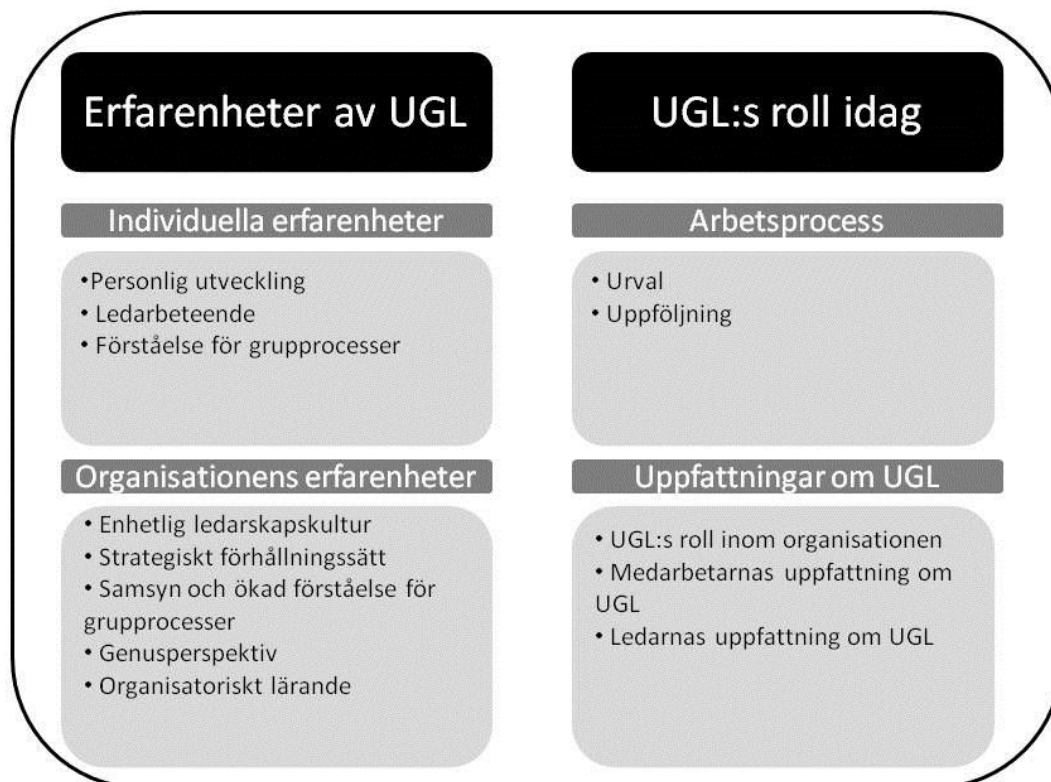 Erfarenheter av UGL
Individuella erfarenheter
•Personlig utveckling
• Ledarbeteende
• Förståelse för grupprocesser
Organisationens erfarenheter
• Enhetlig ledarskapskultur
• Strategiskt förhållningssätt
• Samsyn och ökad förståelse för
grupprocesser
• Genusperspektiv
• Organisatoriskt lärande
UGL:s roll idag
Arbetsprocess
• Urval
• Uppföljning
Uppfattningar om UGL
• UGL:s roll inom organisationen
• Medarbetarnas uppfattning om
UGL
• Ledarnas uppfattning om UGL